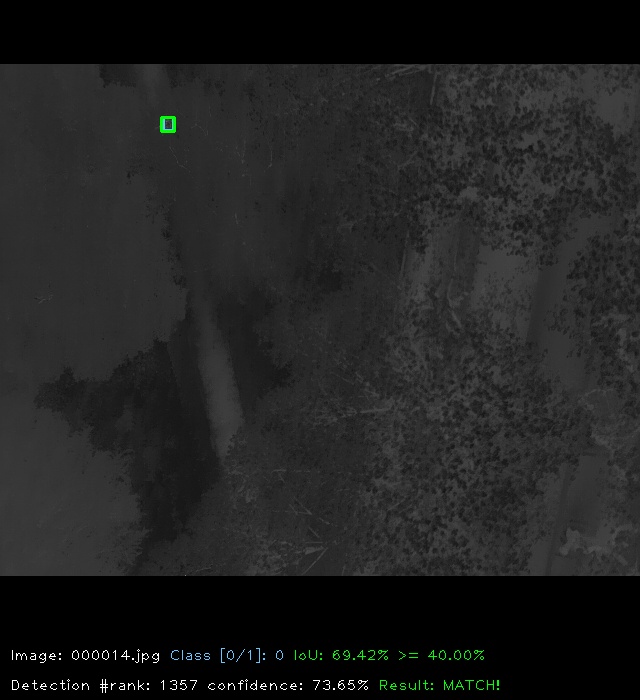 Image: 000014.jpg Class [0/1]: 0 IoU: 69.42% >= 40.00%
Detection #rank: 1357 confidence: 73.65% Result: MATCH!